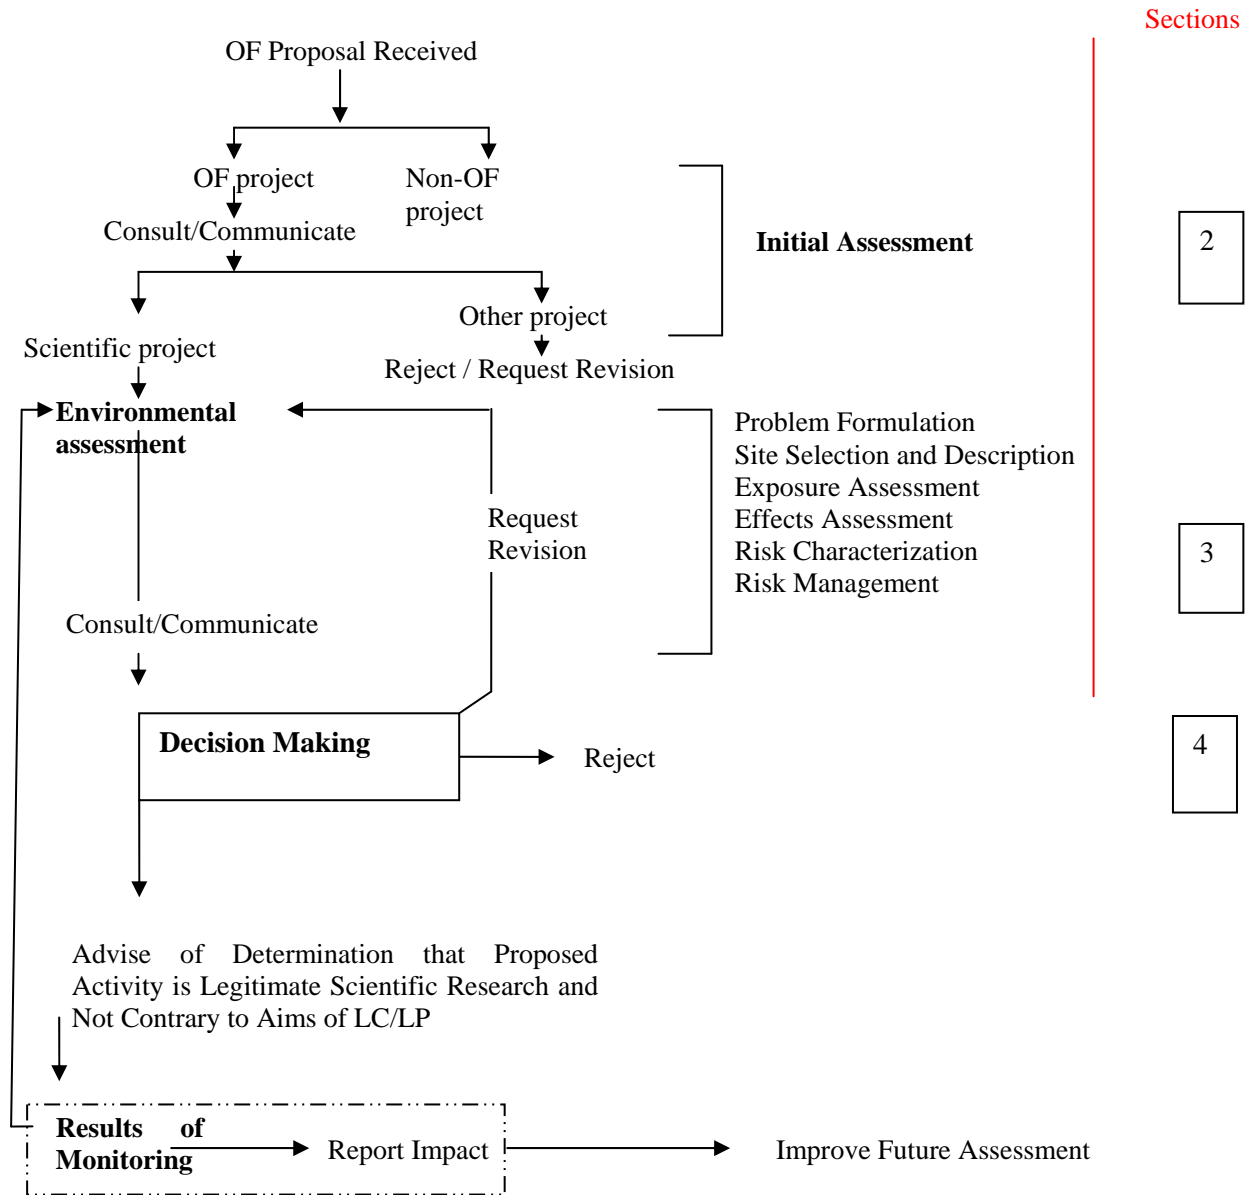 Sections
OF Proposal Received
OF project
Non-OF
project
Consult/Communicate
Initial Assessment
2
Other project
Scientific project
Reject / Request Revision
Environmental
assessment
Problem Formulation
Site Selection and Description
Exposure Assessment
Effects Assessment
Risk Characterization
Risk Management
Request
Revision
3
Consult/Communicate
Decision Making
Reject
4
Advise of Determination that Proposed
Activity is Legitimate Scientific Research and
Not Contrary to Aims of LC/LP
Results of
Monitoring
Report Impact
Improve Future Assessment